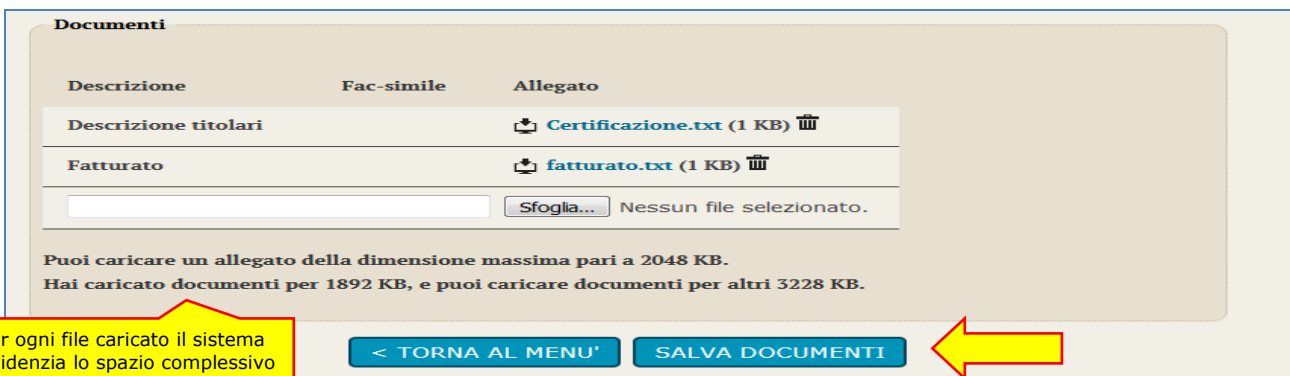 Documenti
Descrizione Fac-simile Allegato
Descrizione titolari Certificazione.txt (1 KB)
Fatturato fatturato.txt (1 KB)
Sfoglia... Nessun file selezionato.
Puoi caricare un allegato della dimensione massima pari a 2048 KB.
Hai caricato documenti per 1892 KB, e puoi caricare documenti per altri 3228 KB.
r ogni file caricato il sistema
idenzia lo spazio complessivo
< TORNA AL MENU' SALVA DOCUMENTI